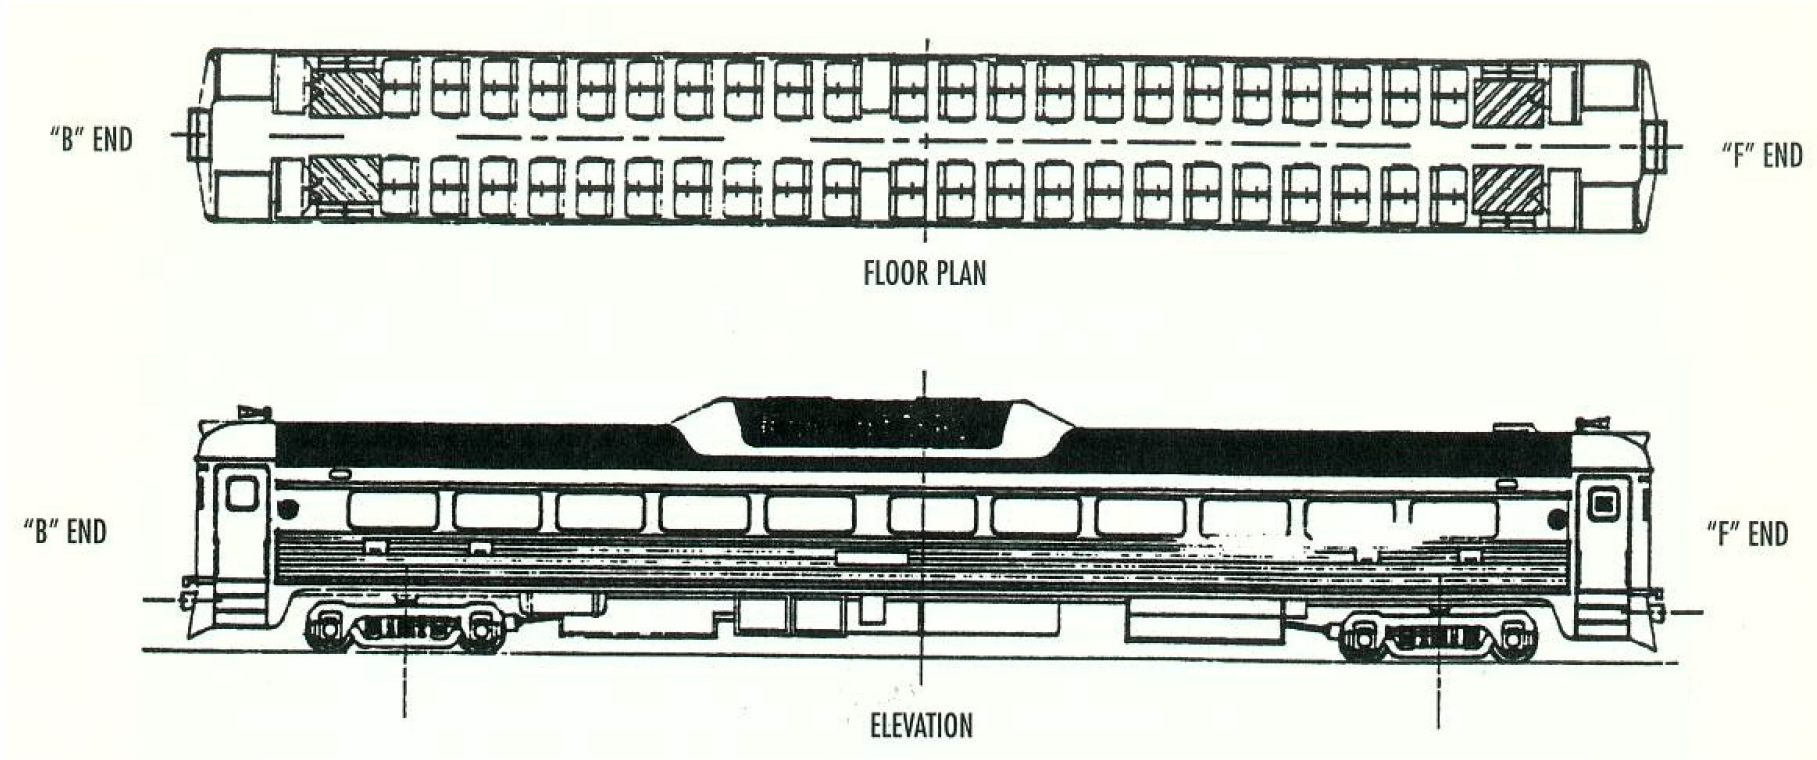 "B" END
"F" END
FLOOR PLAN
"B" END
"F" END
ELEVATION